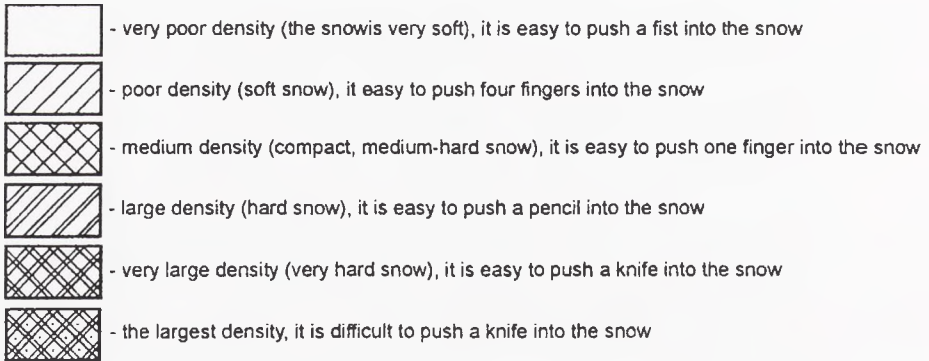 - very poor density (the snowis very soft), it is easy to push a fist into the snow
- poor density (soft snow), it easy to push four fingers into the snow
- medium density (compact, medium-hard snow), it is easy to push one finger into the snow
- large density (hard snow), it is easy to push a pencil into the snow
- very large density (very hard snow), it is easy to push a knife into the snow
- the largest density, it is difficult to push a knife into the snow